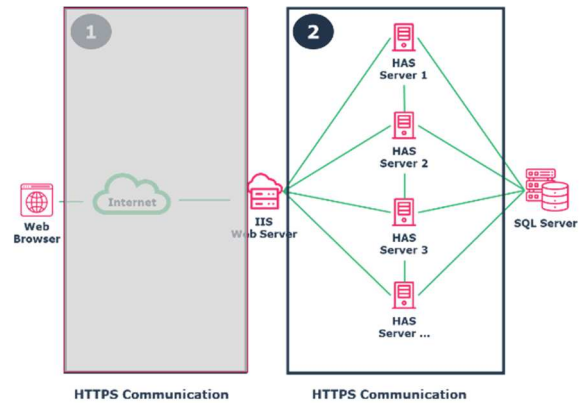 1
2
HAS
Server 1
HAS
Server 2
Internet
Web
Browser
IIS
Web Server
HAS
Server 3
SQL Server
HAS
Server ...
HTTPS Communication
HTTPS Communication